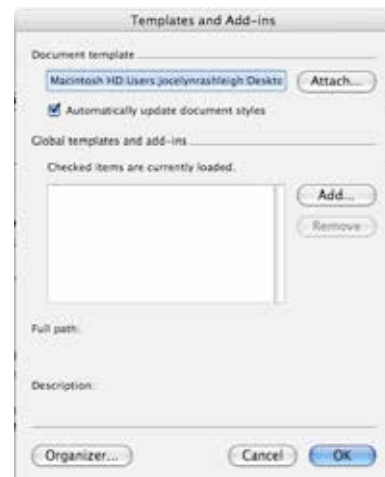 Templates and Add-ins
Document template
Macintosh HD Users jocelynrashleigh Deskto
Attach...
Automatically update document styles
Global templates and add-ins
Checked items are currently loaded.
Add...
Remove
Full path:
Description:
Organizer...
Cancel
OK